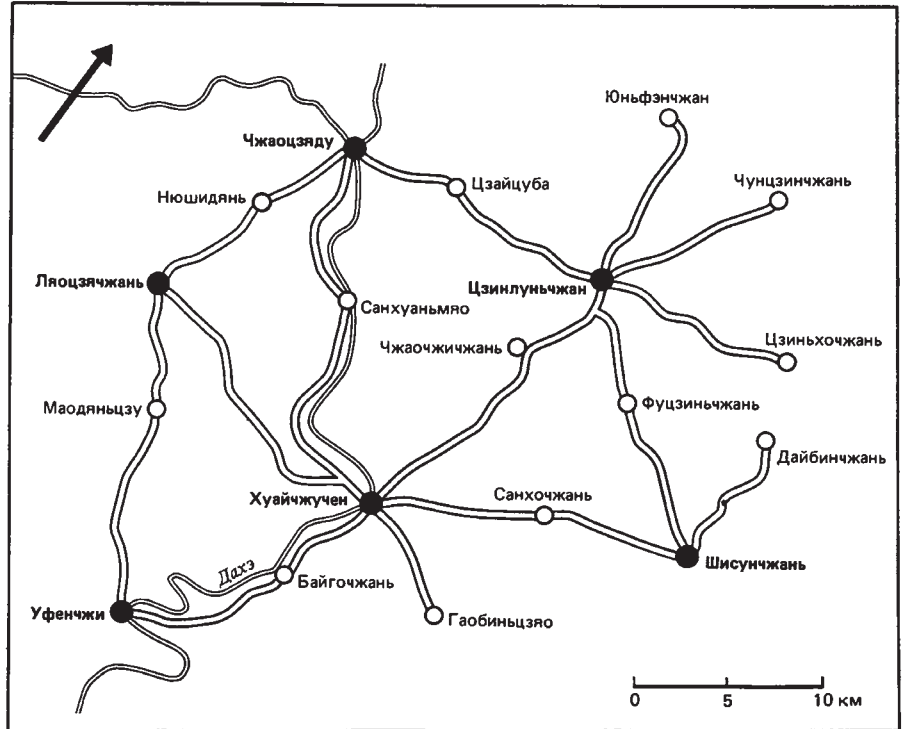 Юньфэнчжан
Чжаоцзяду
Чунцзинчжань
Цзайцуба
Нюшидянь
Ляоцзячжань
Цзинлуньчжан
Санхуаньмяо
Цзиньхочжань
Чжаочжичжань
Маодяньцзу
Фуцзиньчжань
Дайбинчжань
Хуайчжучен
Санхочжань
Шисунчжань
Дахэ
Байгочжань
Уфенчжи
Гаобиньцзяо
0 5 10 км